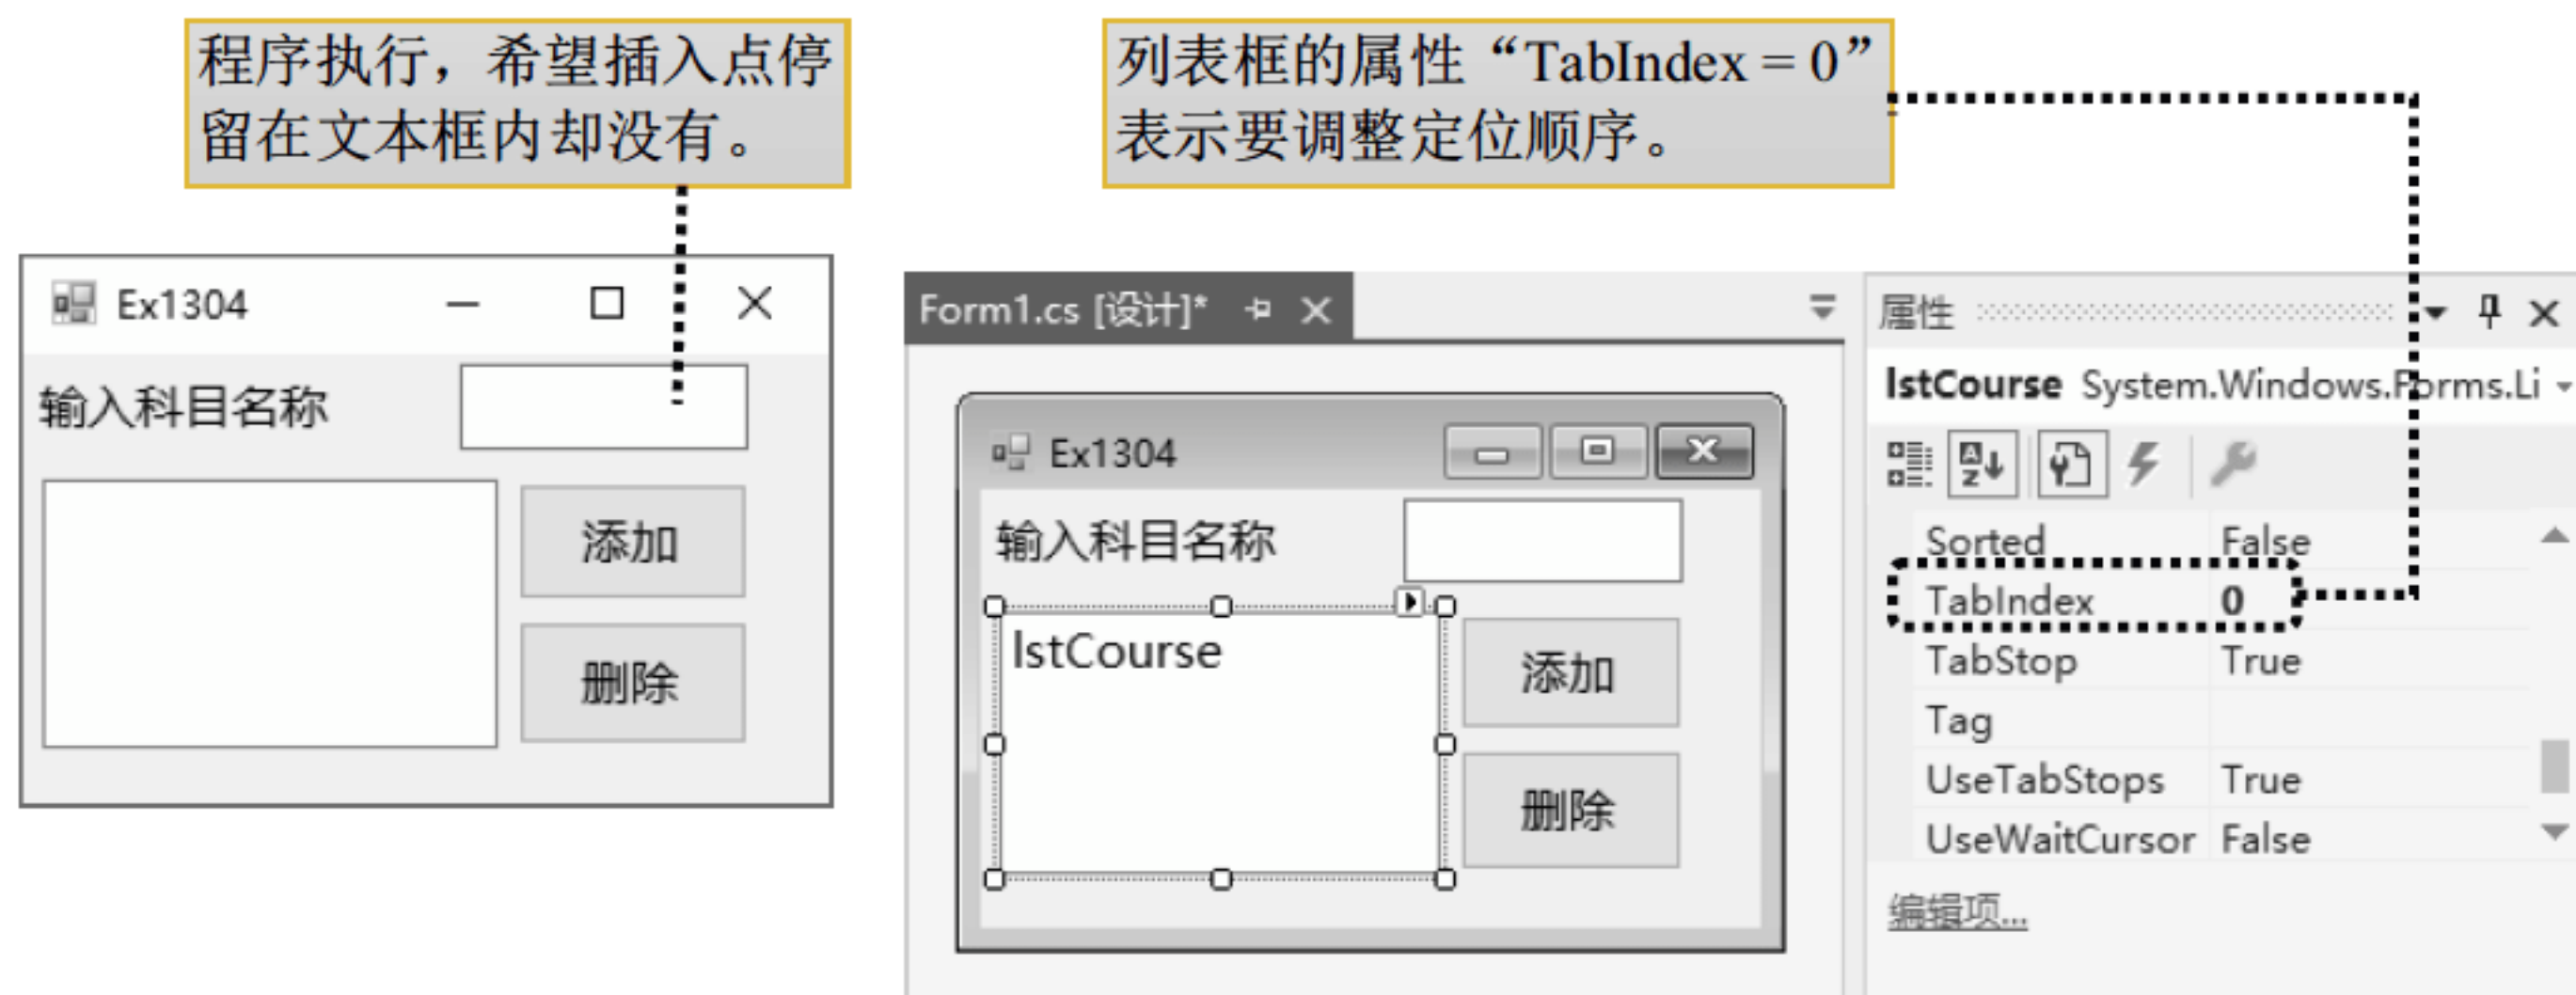 程序执行，希望插入点停
留在文本框内却没有。
列表框的属性“TabIndex = 0”
表示要调整定位顺序。
Ex1304
输入科目名称
添加
删除
Form1.cs [设计]*
Ex1304
输入科目名称
lstCourse
添加
删除
属性
lstCourse System.Windows.Forms.Li
Sorted False
TabIndex 0
TabStop True
Tag
UseTabStops True
UseWaitCursor False
编辑项...